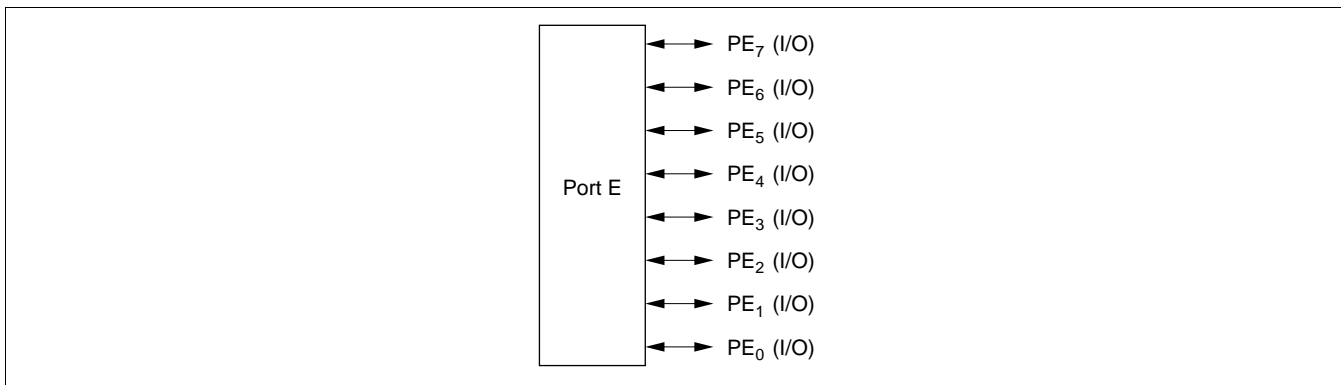 PE7 (I/O)
PE6 (I/O)
PE5 (I/O)
PE4 (I/O)
Port E
PE3 (I/O)
PE2 (I/O)
PE1 (I/O)
PE0 (I/O)